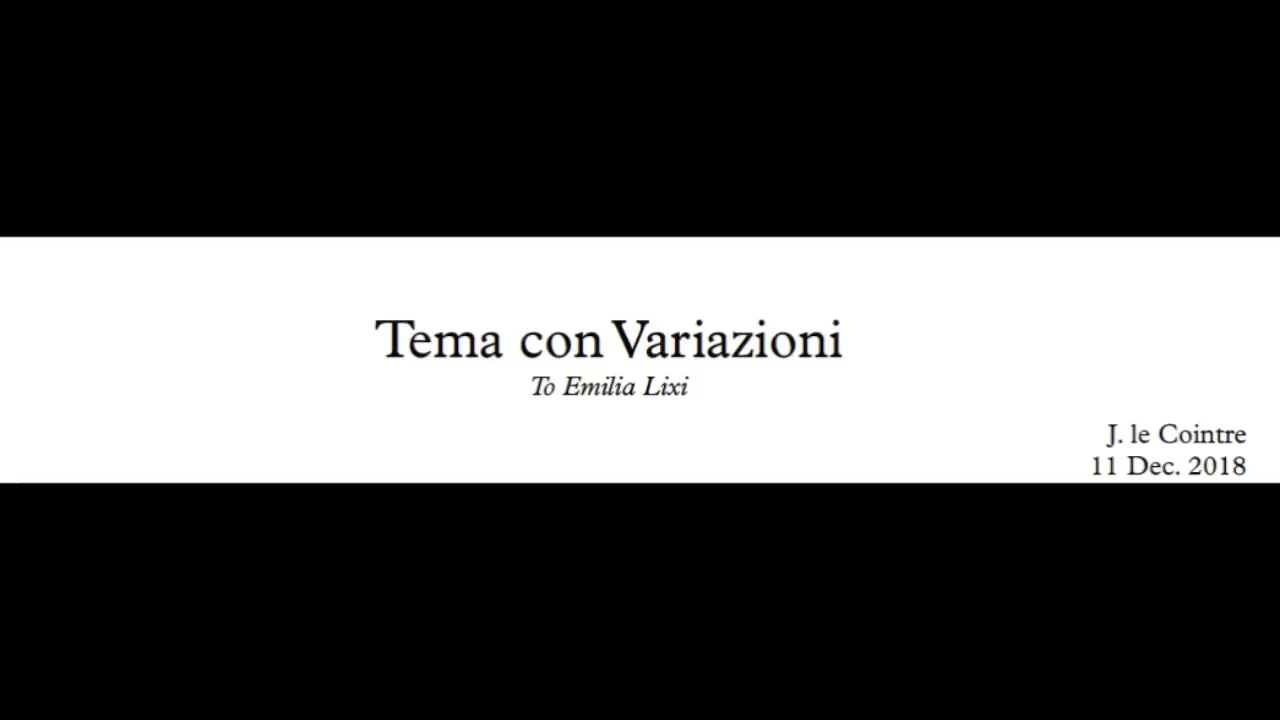 Tema con Variazioni
To Emilia Lixi
J. le Cointre
11 Dec. 2018